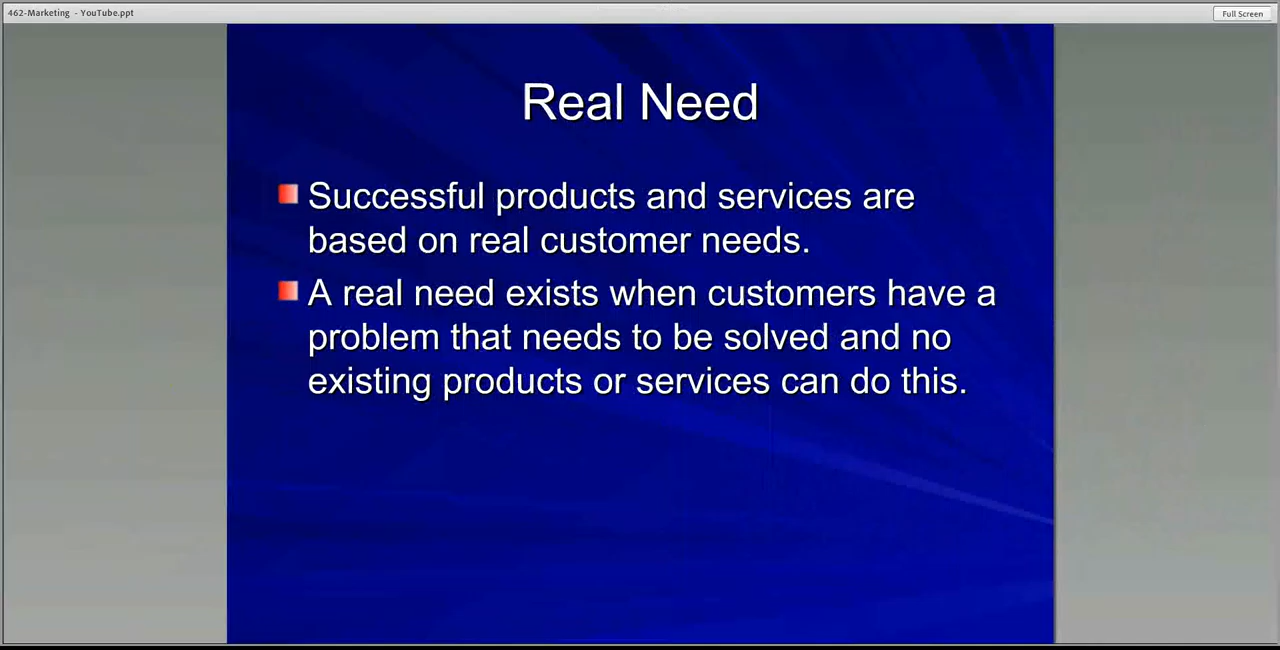 462-Marketing - YouTube.ppt
Full Screen
Real Need
Successful products and services are
based on real customer needs.
A real need exists when customers have a
problem that needs to be solved and no
existing products or services can do this.